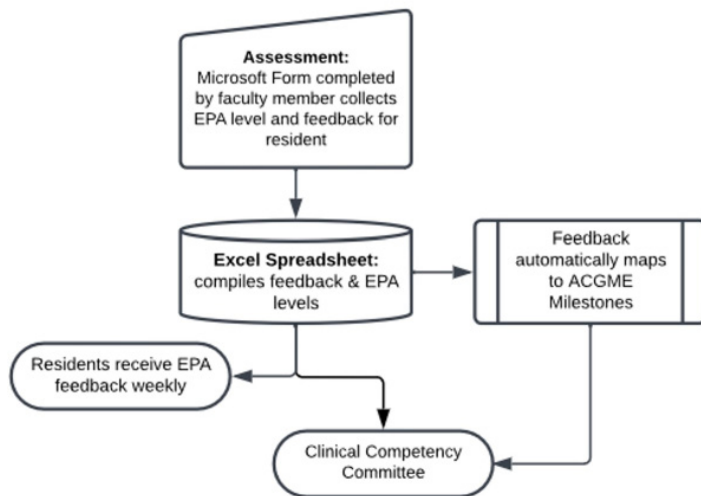 Assessment:
Microsoft Form completed
by faculty member collects
EPA level and feedback for
resident
Excel Spreadsheet:
compiles feedback & EPA
levels
Feedback
automatically maps
to ACGME
Milestones
Residents receive EPA
feedback weekly
Clinical Competency
Committee